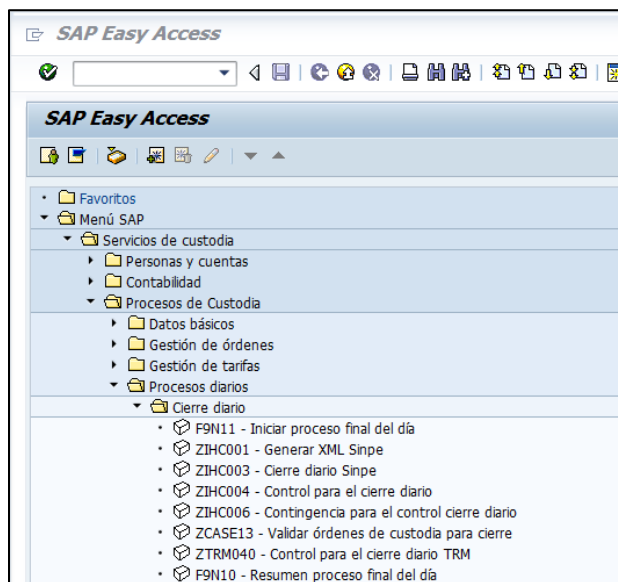 SAP Easy Access
SAP Easy Access
Favoritos
Menú SAP
Servicios de custodia
Personas y cuentas
Contabilidad
Procesos de Custodia
Datos básicos
Gestión de órdenes
Gestión de tarifas
Procesos diarios
Cierre diario
F9N11 - Iniciar proceso final del día
ZIHC001 - Generar XML Sinpe
ZIHC003 - Cierre diario Sinpe
ZIHC004 - Control para el cierre diario
ZIHC006 - Contingencia para el control cierre diario
ZCASE13 - Validar órdenes de custodia para cierre
ZTRM040 - Control para el cierre diario TRM
F9N10 - Resumen proceso final del día